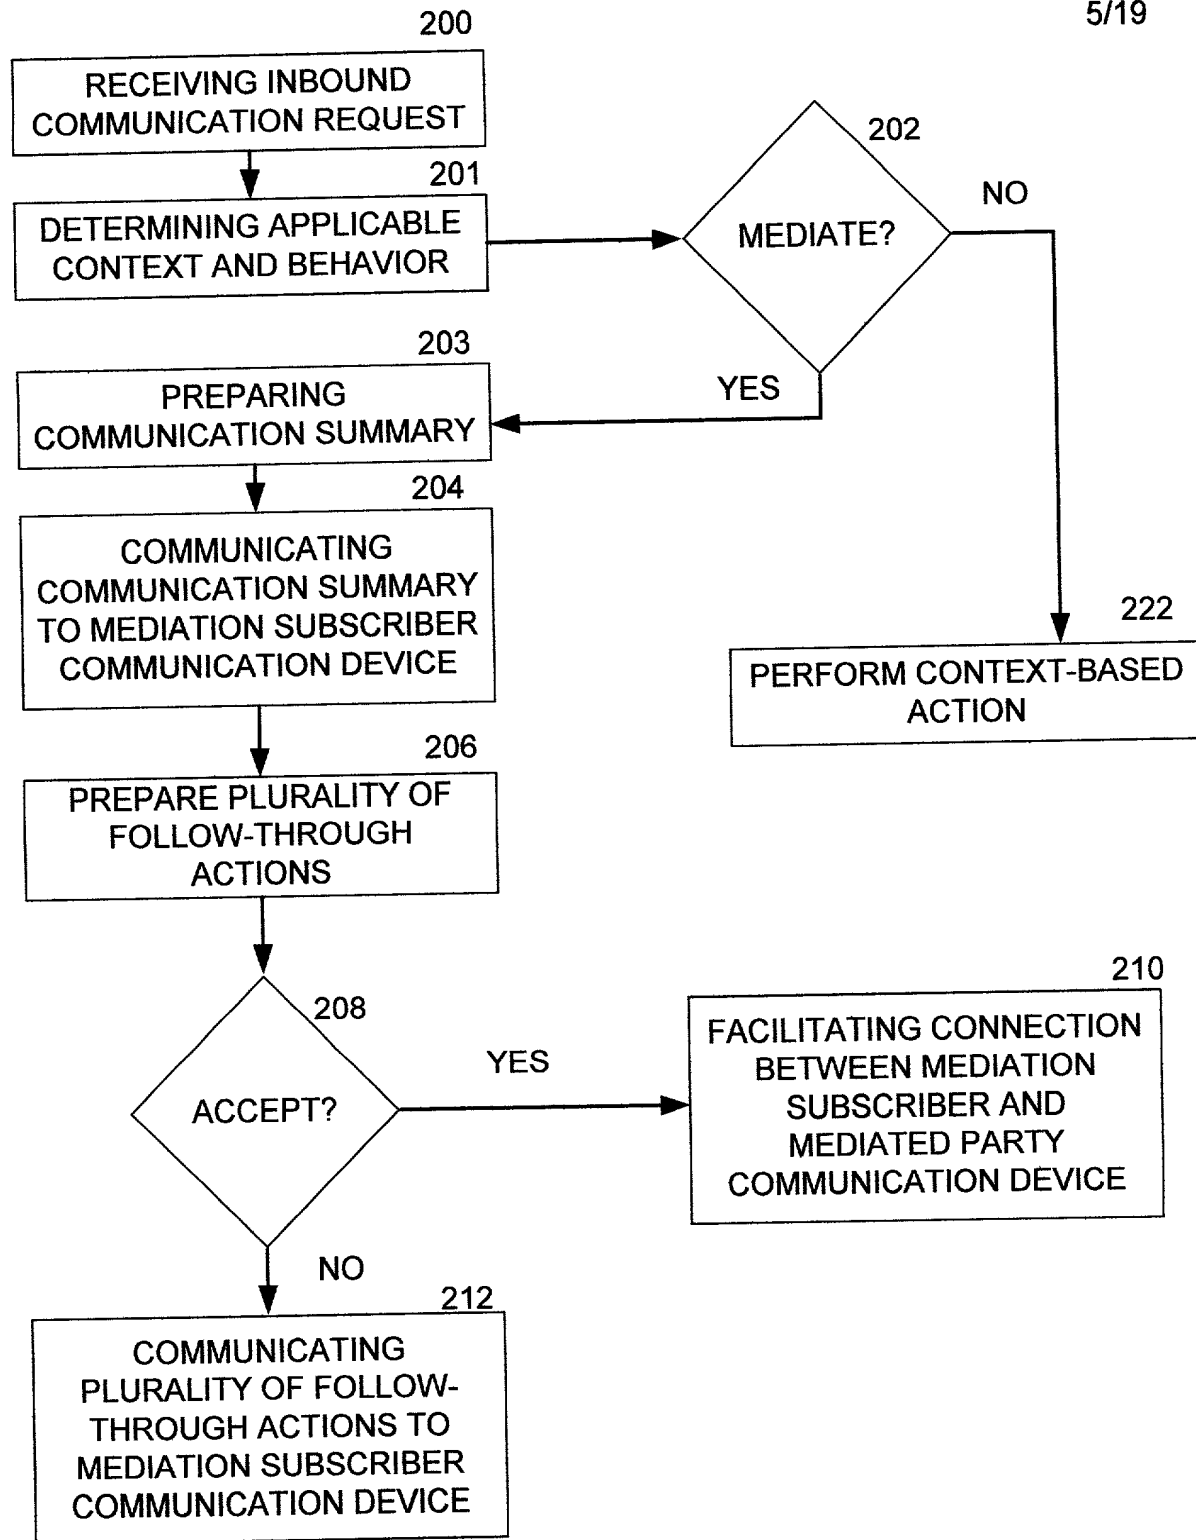 5/19
200
RECEIVING INBOUND
COMMUNICATION REQUEST
201
DETERMINING APPLICABLE
CONTEXT AND BEHAVIOR
202
MEDIATE?
NO
YES
203
PREPARING
COMMUNICATION SUMMARY
204
COMMUNICATING
COMMUNICATION SUMMARY
TO MEDIATION SUBSCRIBER
COMMUNICATION DEVICE
222
PERFORM CONTEXT-BASED
ACTION
206
PREPARE PLURALITY OF
FOLLOW-THROUGH
ACTIONS
208
ACCEPT?
YES
210
FACILITATING CONNECTION
BETWEEN MEDIATION
SUBSCRIBER AND
MEDIATED PARTY
COMMUNICATION DEVICE
NO
212
COMMUNICATING
PLURALITY OF FOLLOW-
THROUGH ACTIONS TO
MEDIATION SUBSCRIBER
COMMUNICATION DEVICE